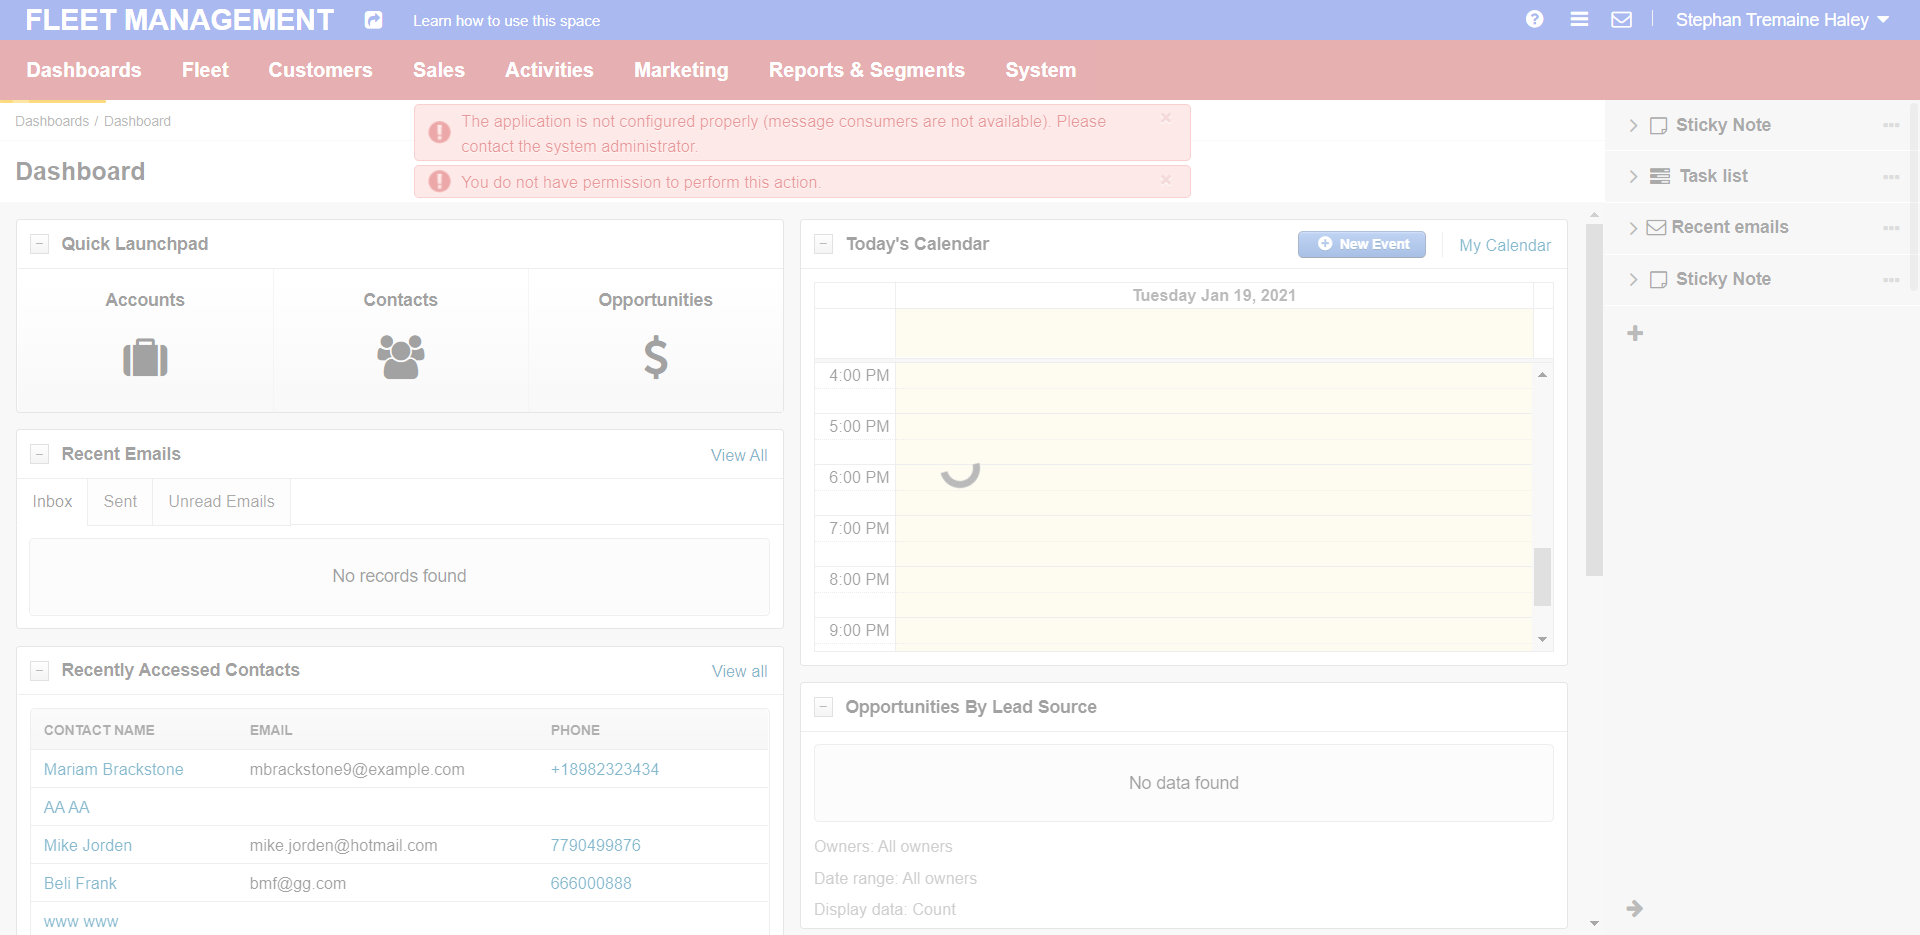 FLEET MANAGEMENT
Learn how to use this space
Stephan Tremaine Haley
Dashboards Fleet Customers Sales Activities Marketing Reports & Segments System
Dashboards / Dashboard
The application is not configured properly (message consumers are not available). Please
contact the system administrator.
×
You do not have permission to perform this action.
×
Dashboard
Quick Launchpad
Accounts Contacts Opportunities
Recent Emails View All
Inbox Sent Unread Emails
No records found
Recently Accessed Contacts View all
CONTACT NAME EMAIL PHONE
Mariam Brackstone mbrackstone9@example.com +18982323434
AA AA
Mike Jorden mike.jorden@hotmail.com 7790499876
Beli Frank bmf@gg.com 666000888
www www
Today's Calendar New Event My Calendar
Tuesday Jan 19, 2021
4:00 PM
5:00 PM
6:00 PM
7:00 PM
8:00 PM
9:00 PM
Opportunities By Lead Source
No data found
Owners: All owners
Date range: All owners
Display data: Count
Sticky Note
Task list
Recent emails
Sticky Note